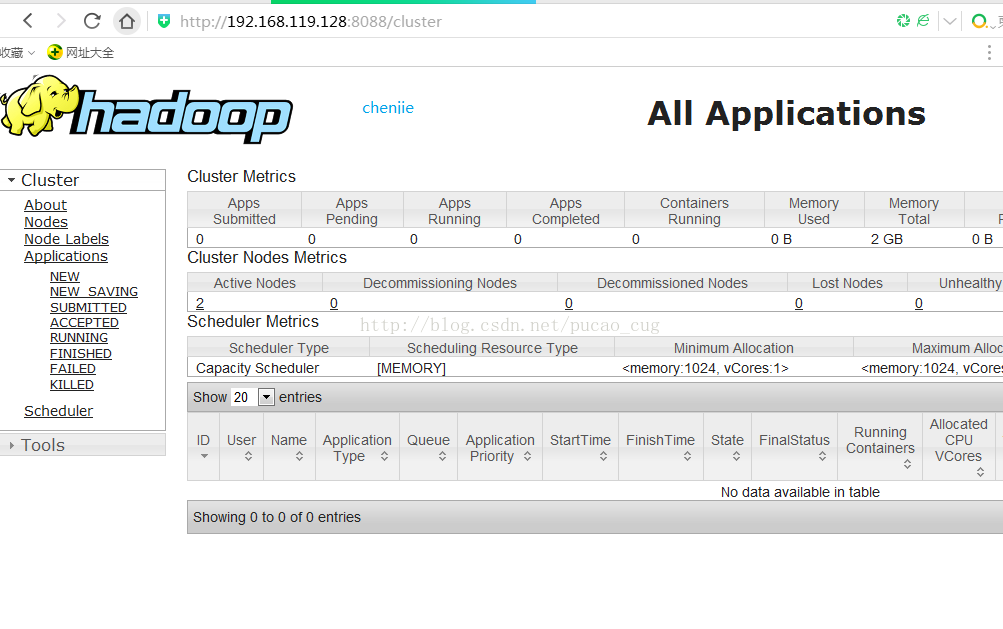 http://192.168.119.128:8088/cluster
收藏 网址大全
hadoop
chenjie
All Applications
Cluster
About
Nodes
Node Labels
Applications
NEW
NEW_SAVING
SUBMITTED
ACCEPTED
RUNNING
FINISHED
FAILED
KILLED
Scheduler
Tools
Cluster Metrics
Apps Submitted Apps Pending Apps Running Apps Completed Containers Running Memory Used Memory Total
0 0 0 0 0 0 B 2 GB 0 B
Cluster Nodes Metrics
Active Nodes Decommissioning Nodes Decommissioned Nodes Lost Nodes Unhealthy
2 0 0 0 0
Scheduler Metrics
http://blog.csdn.net/pucao_cug
Scheduler Type Scheduling Resource Type Minimum Allocation Maximum Alloc
Capacity Scheduler [MEMORY] <memory:1024, vCores:1> <memory:1024, vCores
Show 20 entries
ID User Name Application Type Queue Application Priority StartTime FinishTime State FinalStatus Running Containers Allocated CPU VCores
No data available in table
Showing 0 to 0 of 0 entries